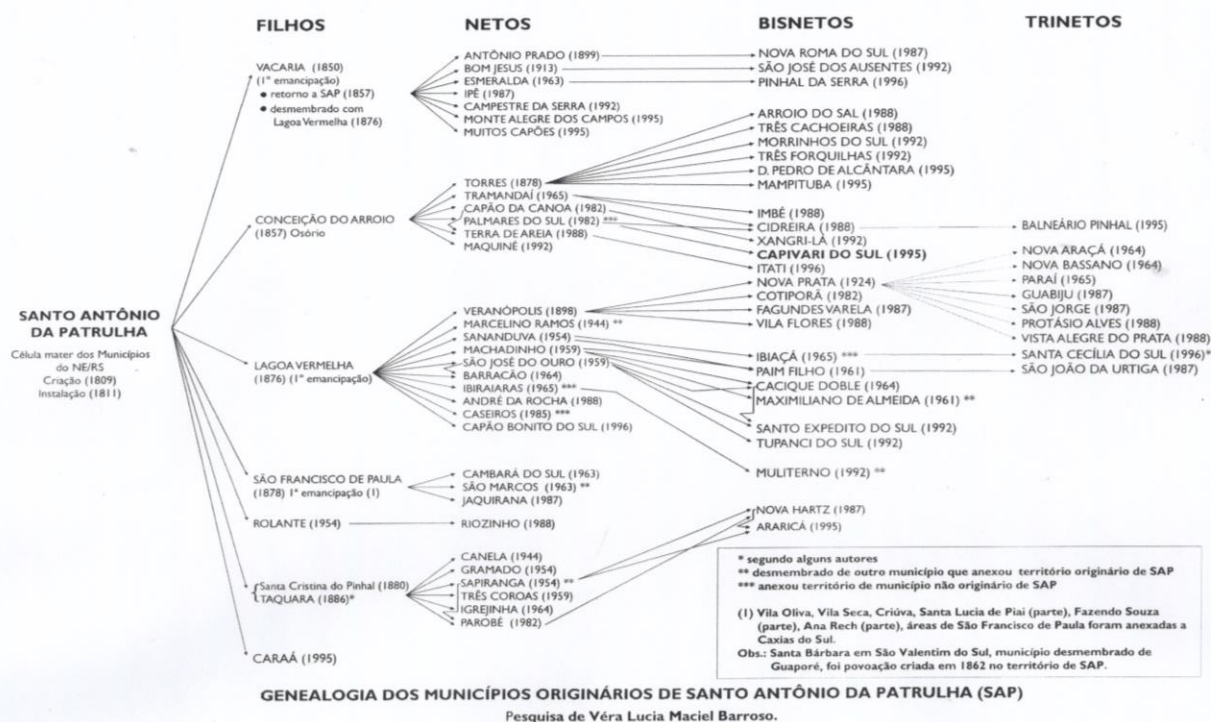 FILHOS
NETOS
BISNETOS
TRINETOS
SANTO ANTÔNIO
DA PATRULHA
Célula mater dos Municípios
do NE/RS
Criação (1809)
Instalação (1811)
VACARIA (1850)
(1ª emancipação)
• retorno a SAP (1857)
• desmembrado com
Lagoa Vermelha (1876)
CONCEIÇÃO DO ARROIO
(1857) Osório
LAGOA VERMELHA
(1876) (1ª emancipação)
SÃO FRANCISCO DE PAULA
(1878) 1ª emancipação (1)
ROLANTE (1954)
Santa Cristina do Pinhal (1880)
TAQUARA (1886)*
CARAÁ (1995)
ANTÔNIO PRADO (1899)
BOM JESUS (1913)
ESMERALDA (1963)
IPÊ (1987)
CAMPESTRE DA SERRA (1992)
MONTE ALEGRE DOS CAMPOS (1995)
MUITOS CAPÕES (1995)
TORRES (1878)
TRAMANDAÍ (1965)
CAPÃO DA CANOA (1982)
PALMARES DO SUL (1982) ***
TERRA DE AREIA (1988)
MAQUINÉ (1992)
VERANÓPOLIS (1898)
MARCELINO RAMOS (1944) **
SANANDUVA (1954)
MACHADINHO (1959)
SÃO JOSÉ DO OURO (1959)
BARRACÃO (1964)
IBIRAIARAS (1965) ***
ANDRÉ DA ROCHA (1988)
CASEIROS (1985) ***
CAPÃO BONITO DO SUL (1996)
CAMBARÁ DO SUL (1963)
SÃO MARCOS (1963) **
JAQUIRANA (1987)
RIOZINHO (1988)
CANELA (1944)
GRAMADO (1954)
SAPIRANGA (1954) **
TRÊS COROAS (1959)
IGREJINHA (1964)
PAROBÉ (1982)
NOVA ROMA DO SUL (1987)
SÃO JOSÉ DOS AUSENTES (1992)
PINHAL DA SERRA (1996)
ARROIO DO SAL (1988)
TRÊS CACHOEIRAS (1988)
MORRINHOS DO SUL (1992)
TRÊS FORQUILHAS (1992)
D. PEDRO DE ALCÂNTARA (1995)
MAMPITUBA (1995)
IMBÉ (1988)
CIDREIRA (1988)
XANGRI-LÁ (1992)
CAPIVARI DO SUL (1995)
ITATI (1996)
NOVA PRATA (1924)
COTIPORÃ (1982)
FAGUNDES VARELA (1987)
VILA FLORES (1988)
IBIAÇÁ (1965) ***
PAIM FILHO (1961)
CACIQUE DOBLE (1964)
MAXIMILIANO DE ALMEIDA (1961) **
SANTO EXPEDITO DO SUL (1992)
TUPANCI DO SUL (1992)
MULITERNO (1992) **
NOVA HARTZ (1987)
ARARICÁ (1995)
BALNEÁRIO PINHAL (1995)
NOVA ARAÇÁ (1964)
NOVA BASSANO (1964)
PARAÍ (1965)
GUABIJU (1987)
SÃO JORGE (1987)
PROTÁSIO ALVES (1988)
VISTA ALEGRE DO PRATA (1988)
SANTA CECÍLIA DO SUL (1996)*
SÃO JOÃO DA URTIGA (1987)
* segundo alguns autores
** desmembrado de outro município que anexou território originário de SAP
*** anexou território de município não originário de SAP
(1) Vila Oliva, Vila Seca, Criúva, Santa Lucia de Piai (parte), Fazendo Souza
(parte), Ana Rech (parte), áreas de São Francisco de Paula foram anexadas a
Caxias do Sul.
Obs.: Santa Bárbara em São Valentim do Sul, município desmembrado de
Guaporé, foi povoação criada em 1862 no território de SAP.
GENEALOGIA DOS MUNICÍPIOS ORIGINÁRIOS DE SANTO ANTÔNIO DA PATRULHA (SAP)
Pesquisa de Véra Lucia Maciel Barroso.